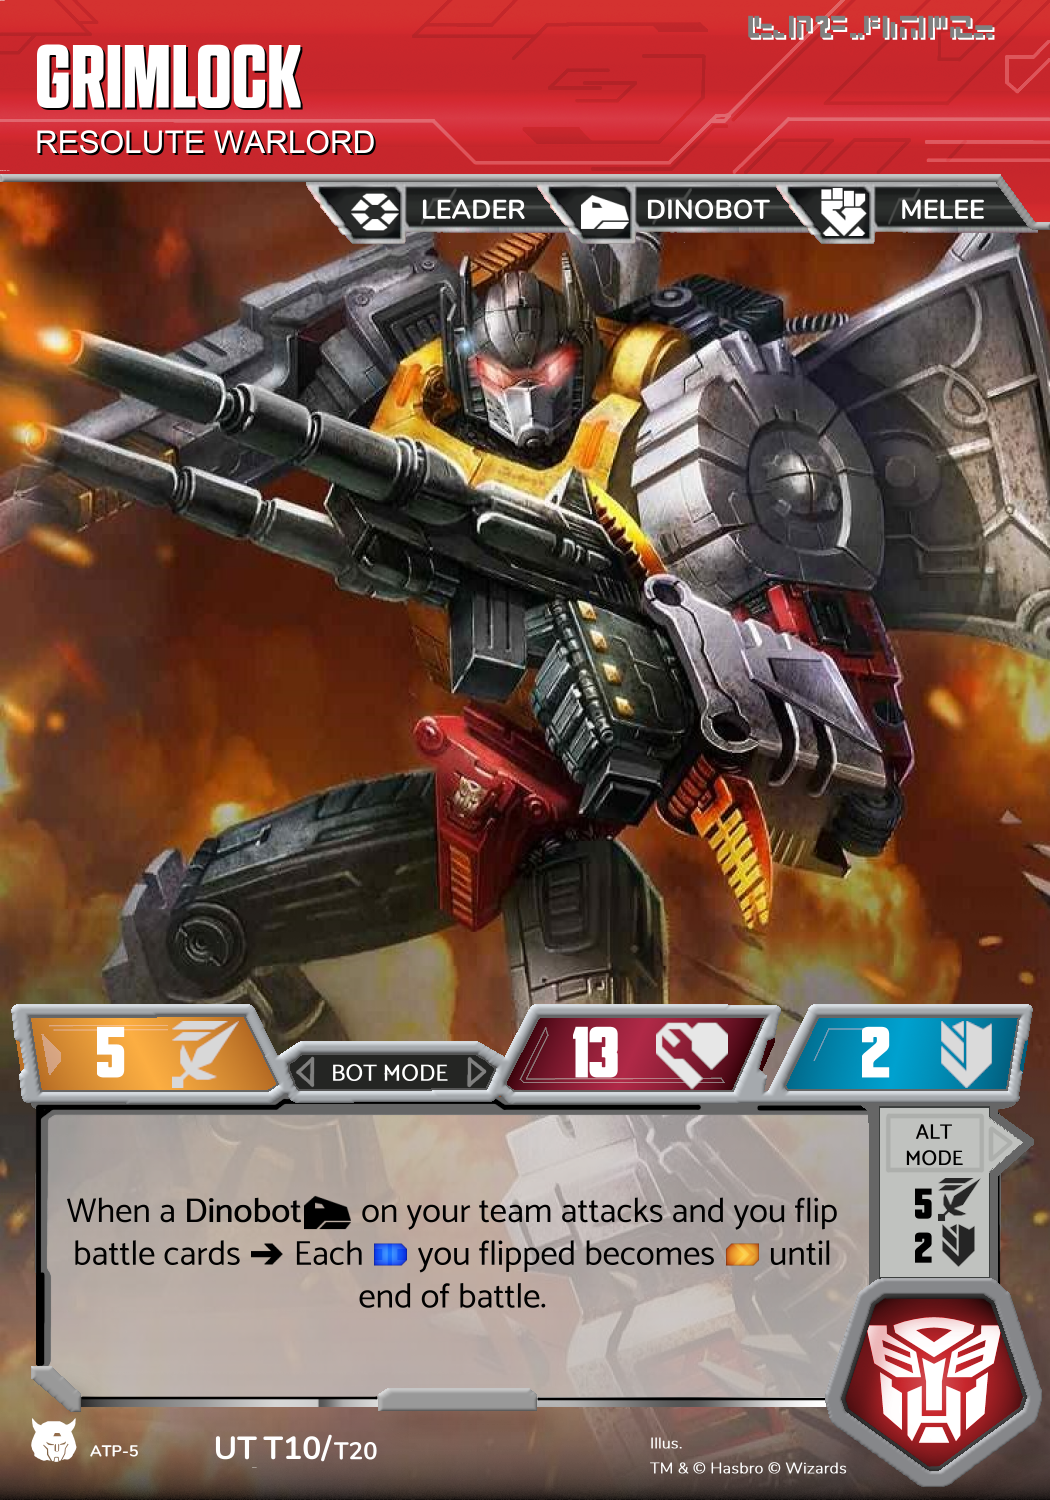 GRIMLOCK
RESOLUTE WARLORD
LEADER
DINOBOT
MELEE
5
BOT MODE
13
2
When a Dinobot on your team attacks and you flip
battle cards ➔ Each you flipped becomes until
end of battle.
ALT
MODE
5
2
ATP-5
UT T10/T20
Illus.
TM & © Hasbro © Wizards